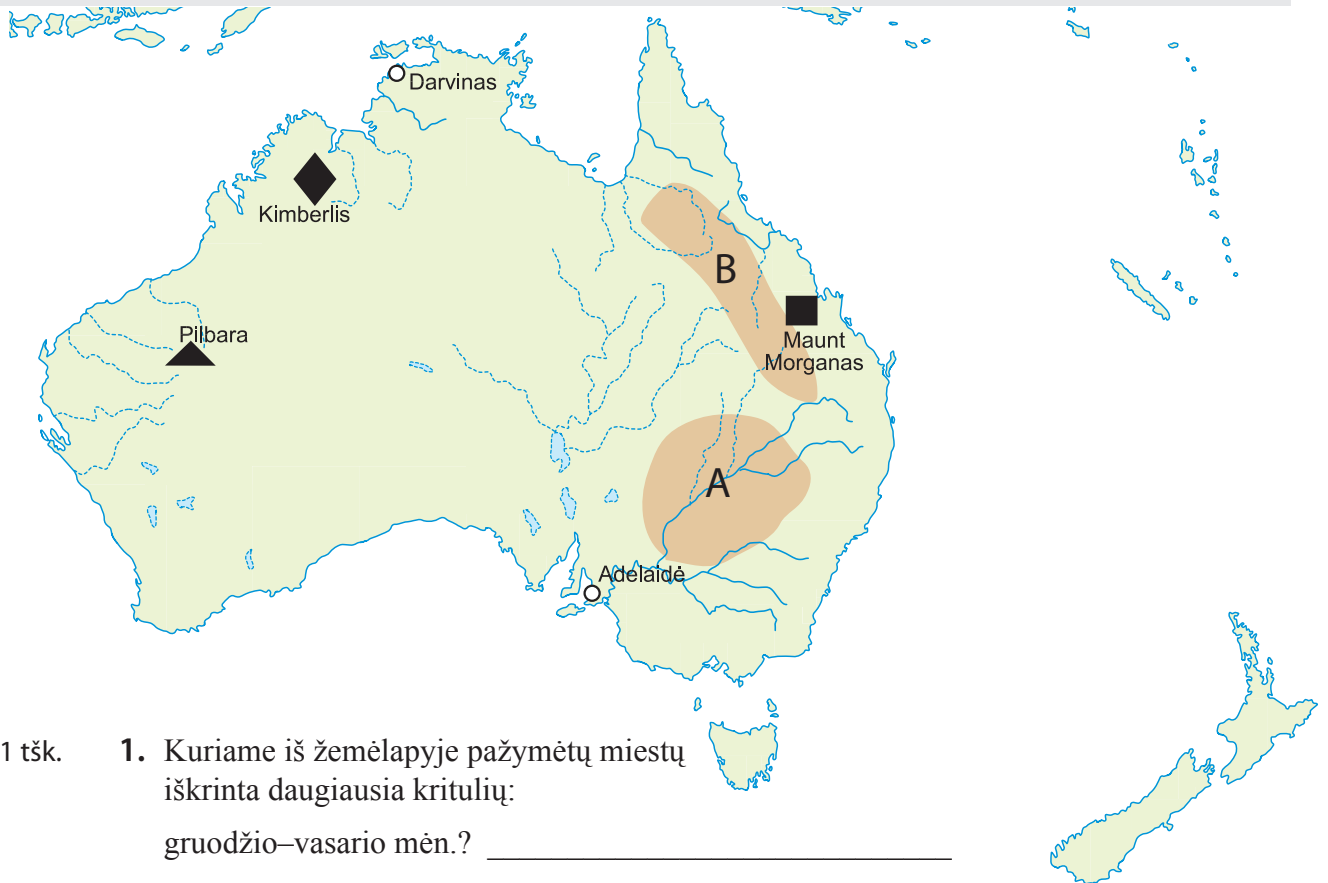 Darvinas
Kimberlis
Pilbara
B
Maunt
Morganas
A
Adelaidė
1 tšk. 1. Kuriame iš žemėlapyje pažymėtų miestų
iškrinta daugiausia kritulių:
gruodžio–vasario mėn.? ______________________________